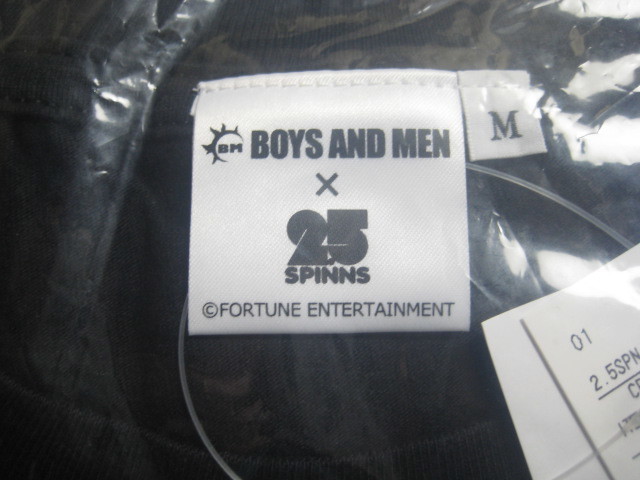 BM BOYS AND MEN
M
×
25
SPINNS
©FORTUNE ENTERTAINMENT
01
2.5SPN